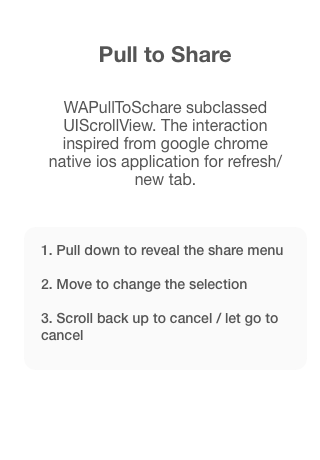 Pull to Share
WAPullToSchare subclassed
UIScrollView. The interaction
inspired from google chrome
native ios application for refresh/
new tab.
1. Pull down to reveal the share menu
2. Move to change the selection
3. Scroll back up to cancel / let go to
cancel